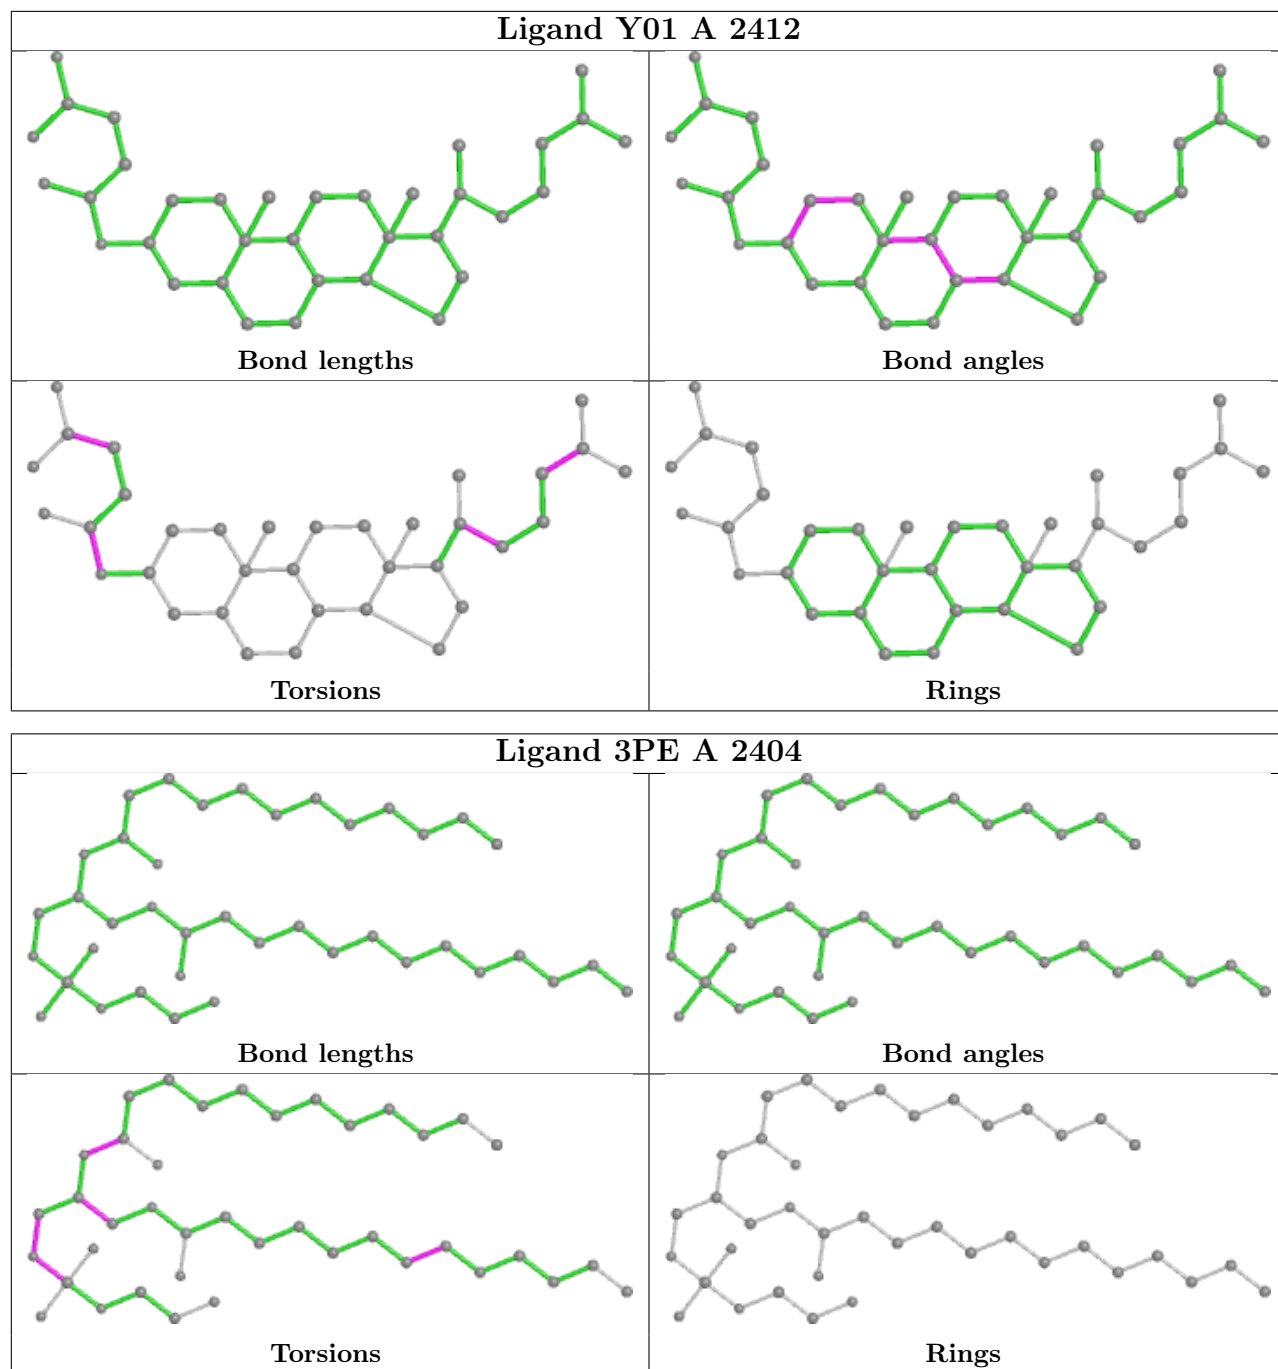 Ligand Y01 A 2412
Bond lengths
Bond angles
Torsions
Rings
Ligand 3PE A 2404
Bond lengths
Bond angles
Torsions
Rings